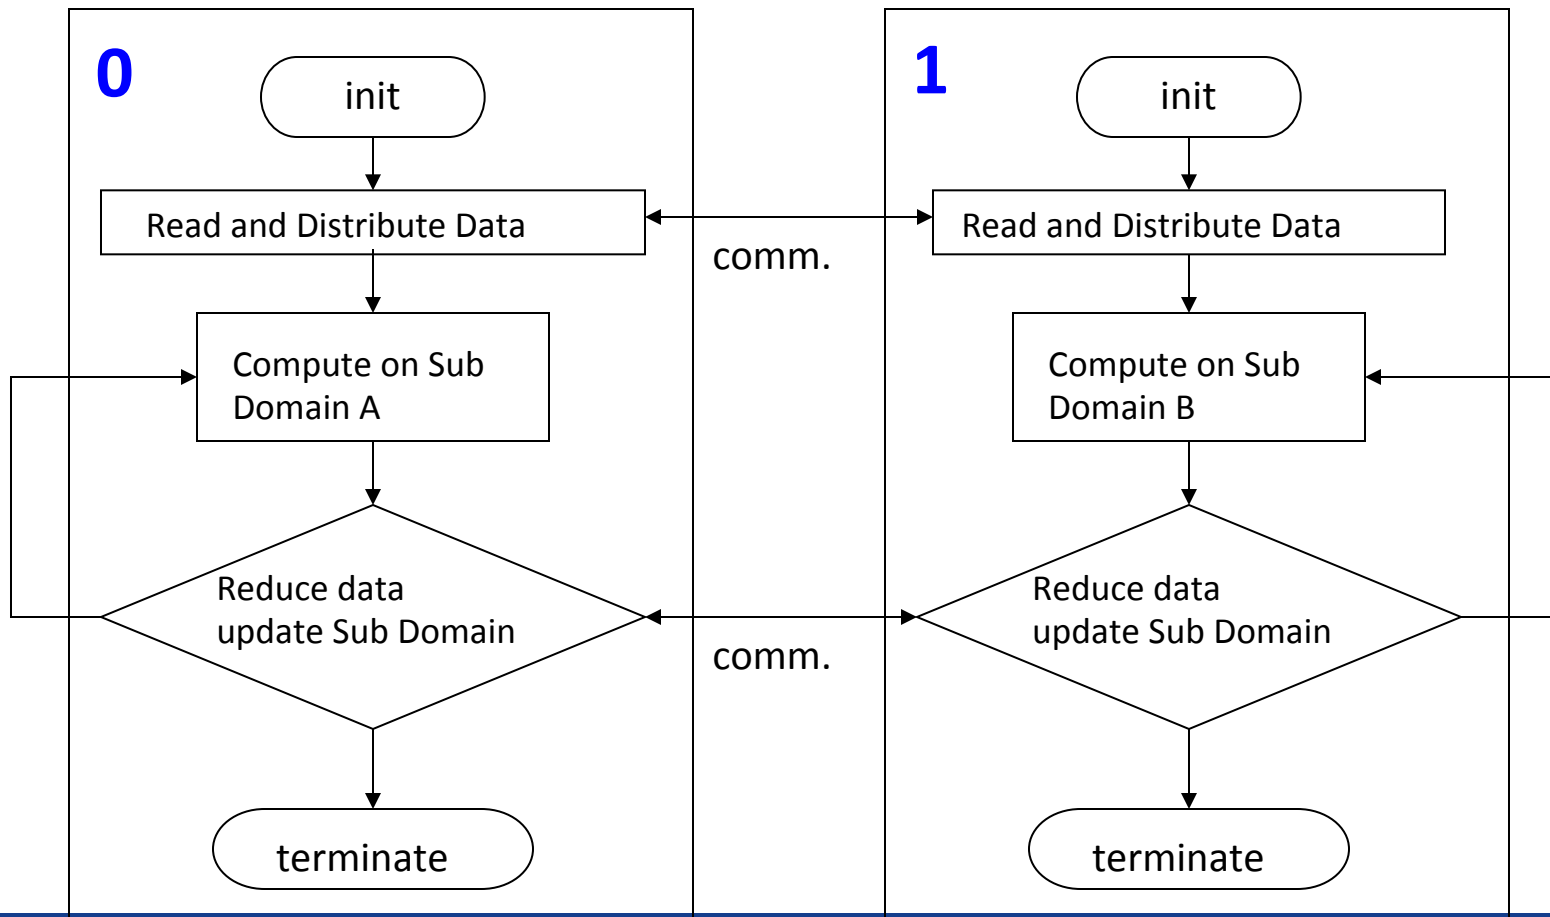 0
init
Read and Distribute Data
Compute on Sub
Domain A
Reduce data
update Sub Domain
terminate
comm.
comm.
1
init
Read and Distribute Data
Compute on Sub
Domain B
Reduce data
update Sub Domain
terminate